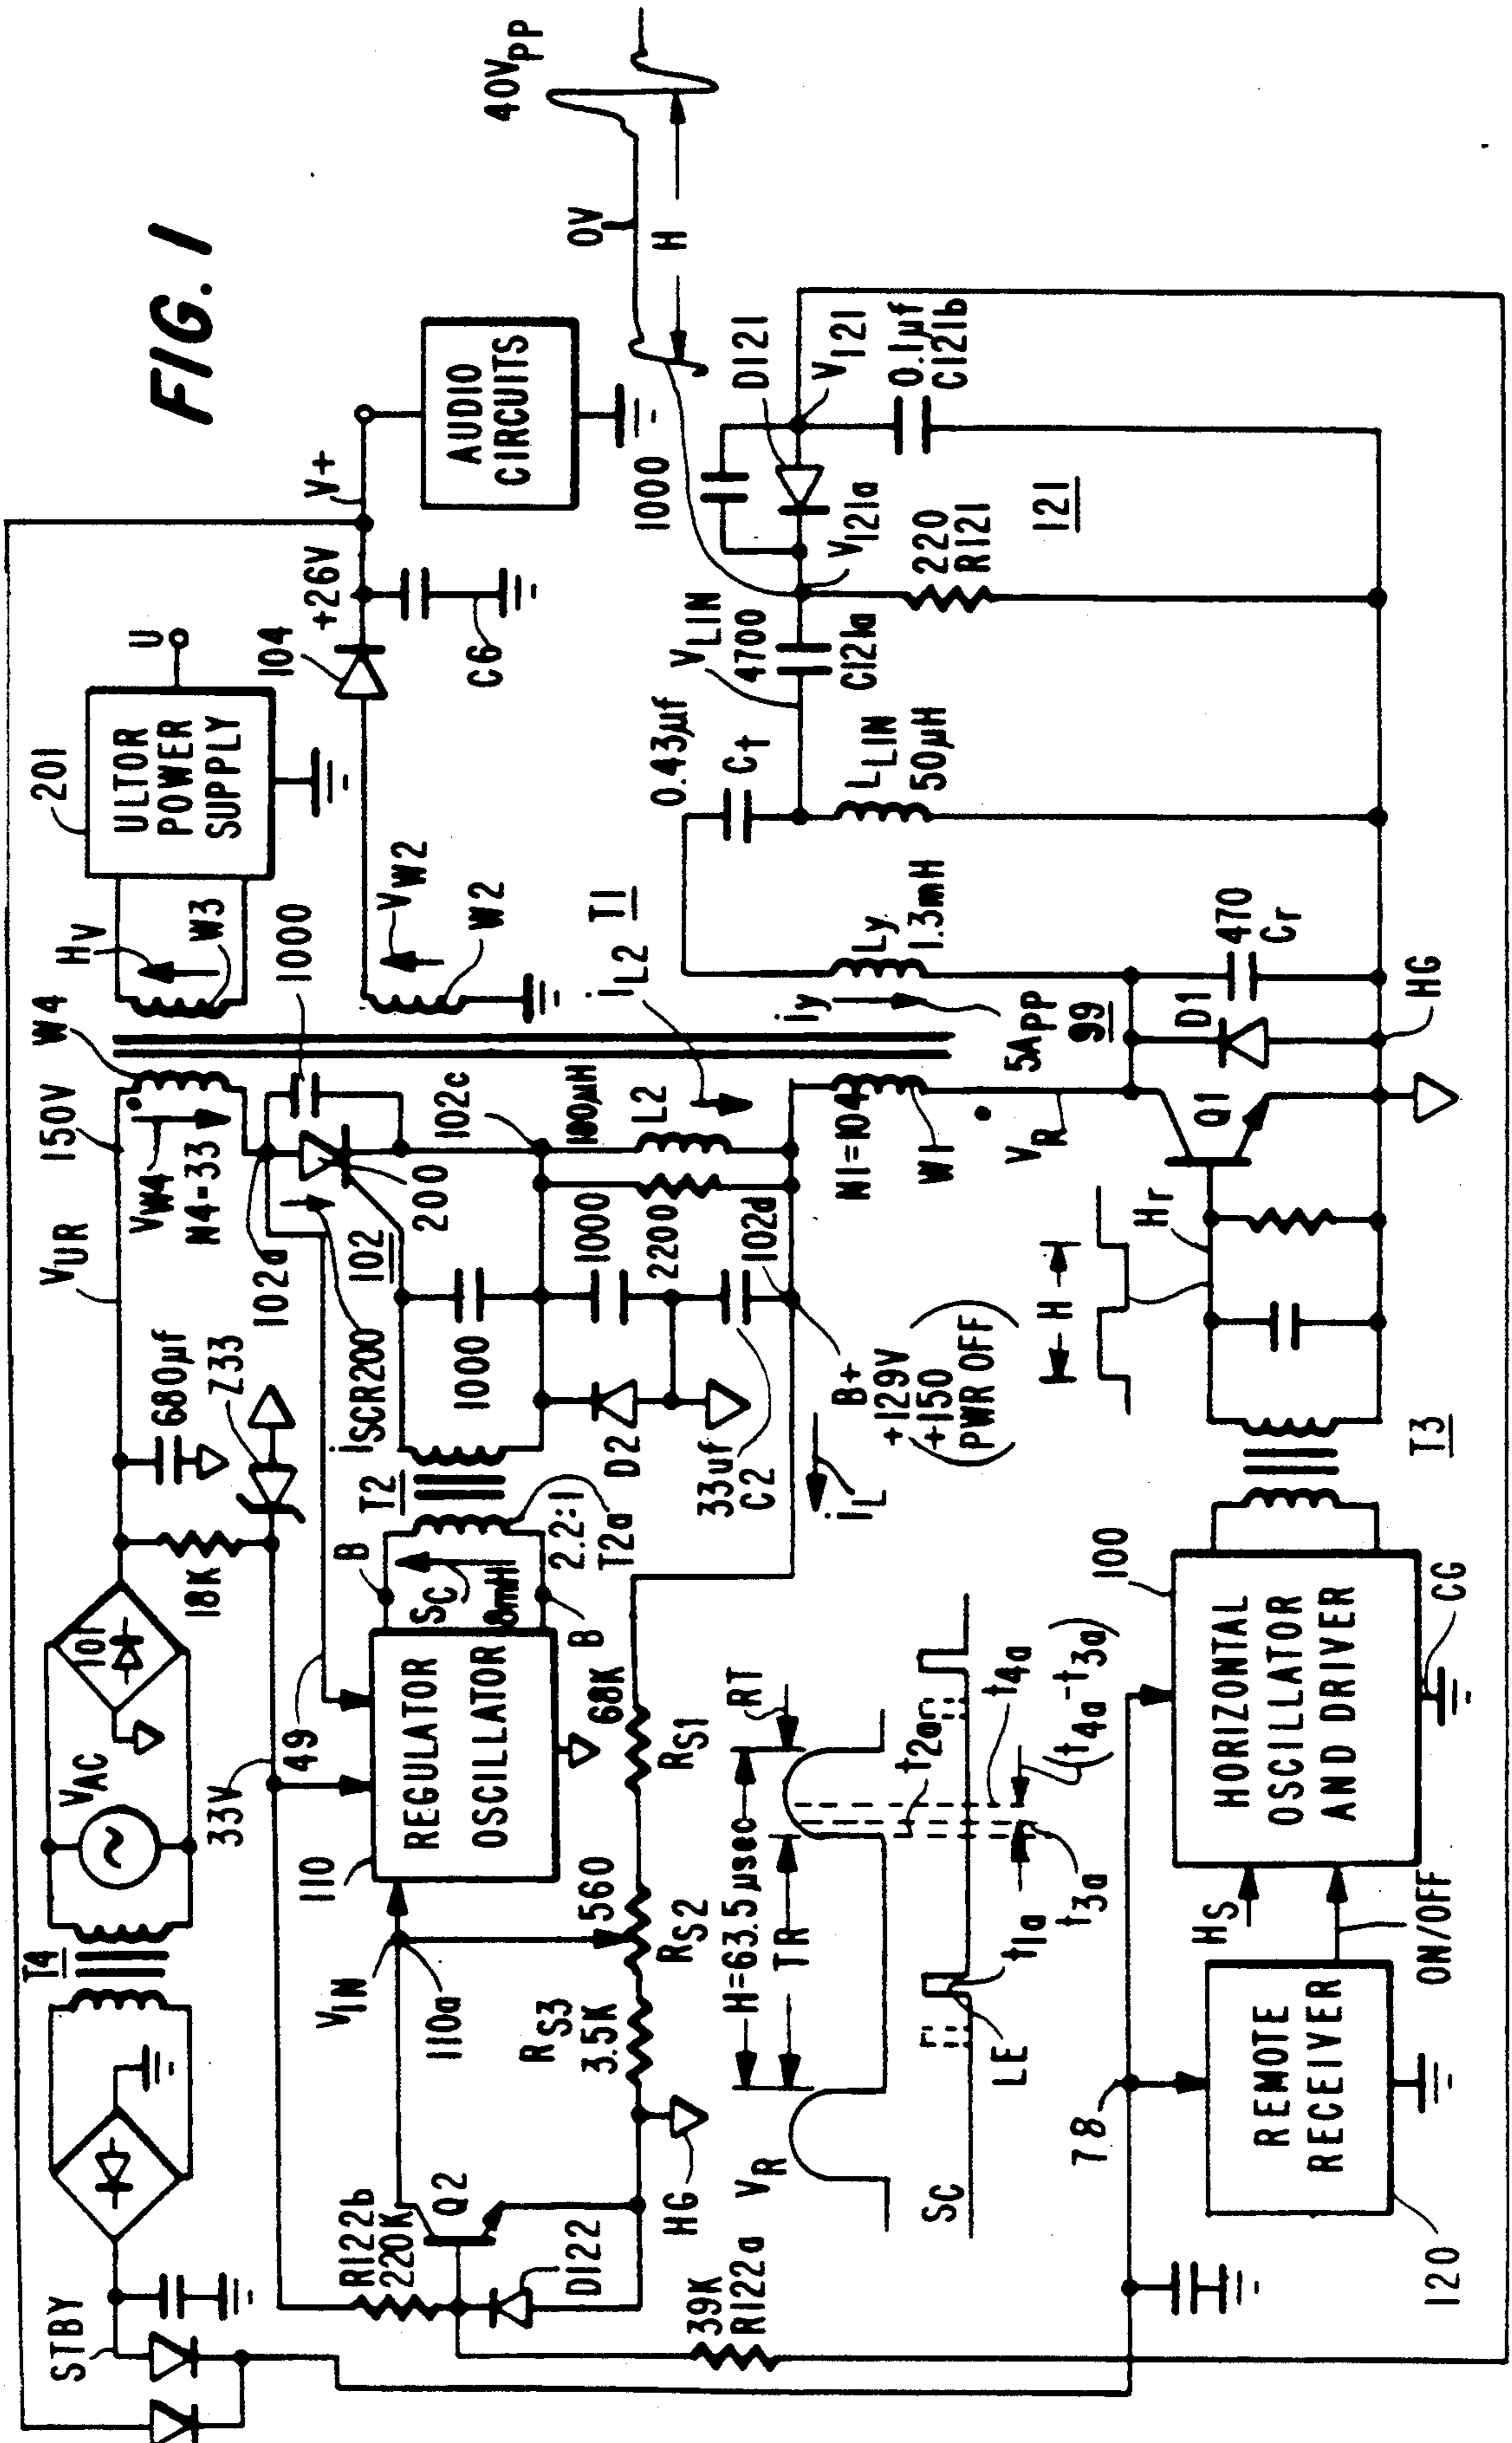 FIG. 1
T4
VAC
101
VUR
150V
W4
HV
201
ULTOR
POWER
SUPPLY
U
STBY
18K
680µf
Z33
VW4
N4=33
W3
1000
104
+26V
V+
33V
49
102a
iSCR200
102
200
VW2
W2
C6
AUDIO
CIRCUITS
R122b
220K
Q2
VIN
110a
110
REGULATOR
OSCILLATOR
B
SC
8mH
B
T2
2.2:1
T2a
1000
D2
1000
2200
102c
100µH
L2
iL2
T1
0V
40VPP
H
D122
HG
RS3
3.5K
560
RS2
68K
RS1
33uf
C2
102d
B+
+129V
(+150
PWR OFF)
iL
N1=104
W1
iy
5APP
99
Ly
1.3mH
0.43µf
Ct
VLIN
4700
C121a
LLIN
50µH
1000
D121
V121a
V121
0.1µf
C121b
220
R121
121
39K
R122a
VR
H=63.5µsec
TR
RT
SC
LE
t1a
t3a
t2a
t4a
(t4a-t3a)
H
Hr
VR
Q1
D1
470
Cr
HG
78
120
REMOTE
RECEIVER
HS
ON/OFF
100
HORIZONTAL
OSCILLATOR
AND DRIVER
CG
T3